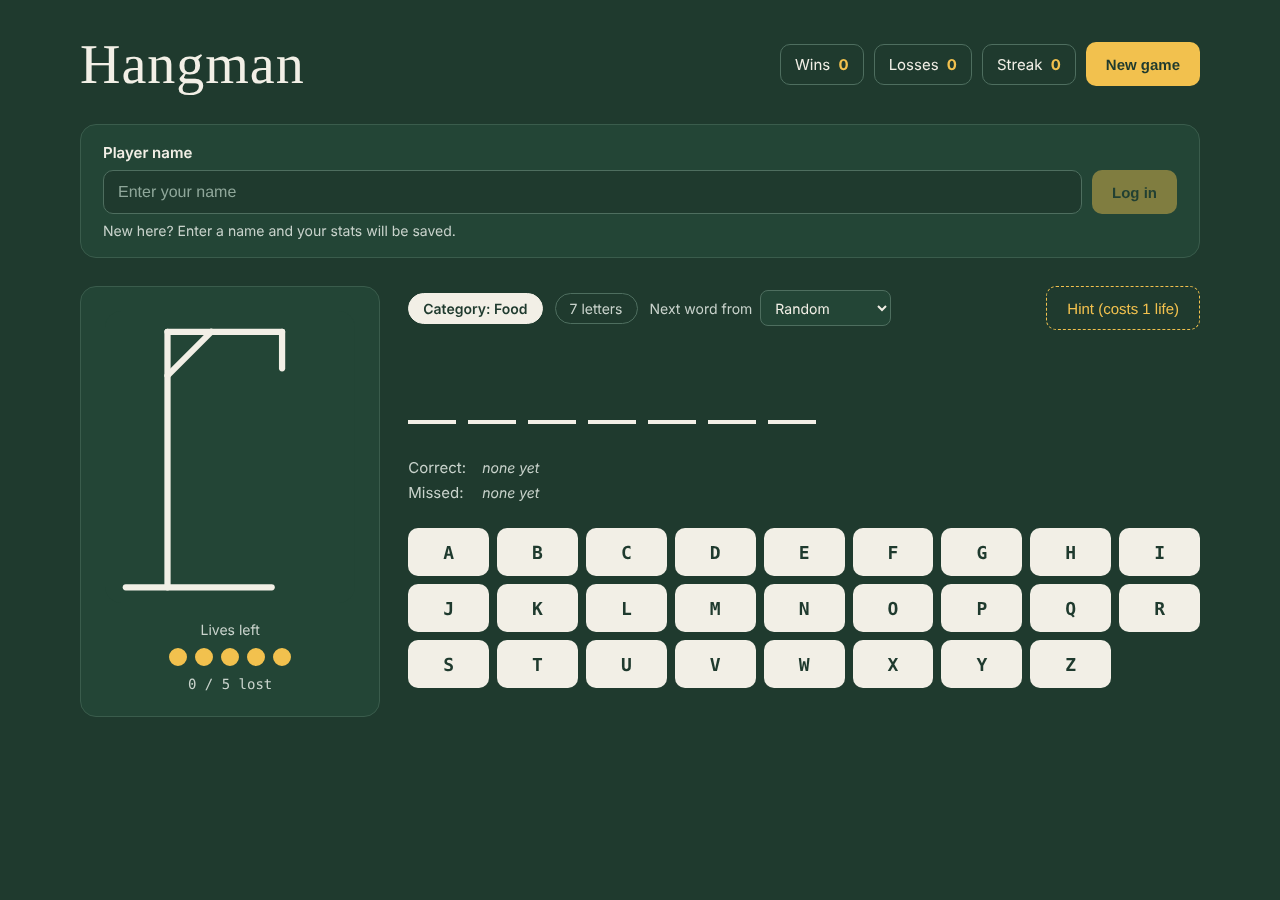 Hangman
Wins 0
Losses 0
Streak 0
New game
Player name
Enter your name
Log in
New here? Enter a name and your stats will be saved.
Category: Food
7 letters
Next word from
Random
Hint (costs 1 life)
Correct: none yet
Missed: none yet
A B C D E F G H I
J K L M N O P Q R
S T U V W X Y Z
Lives left
0 / 5 lost